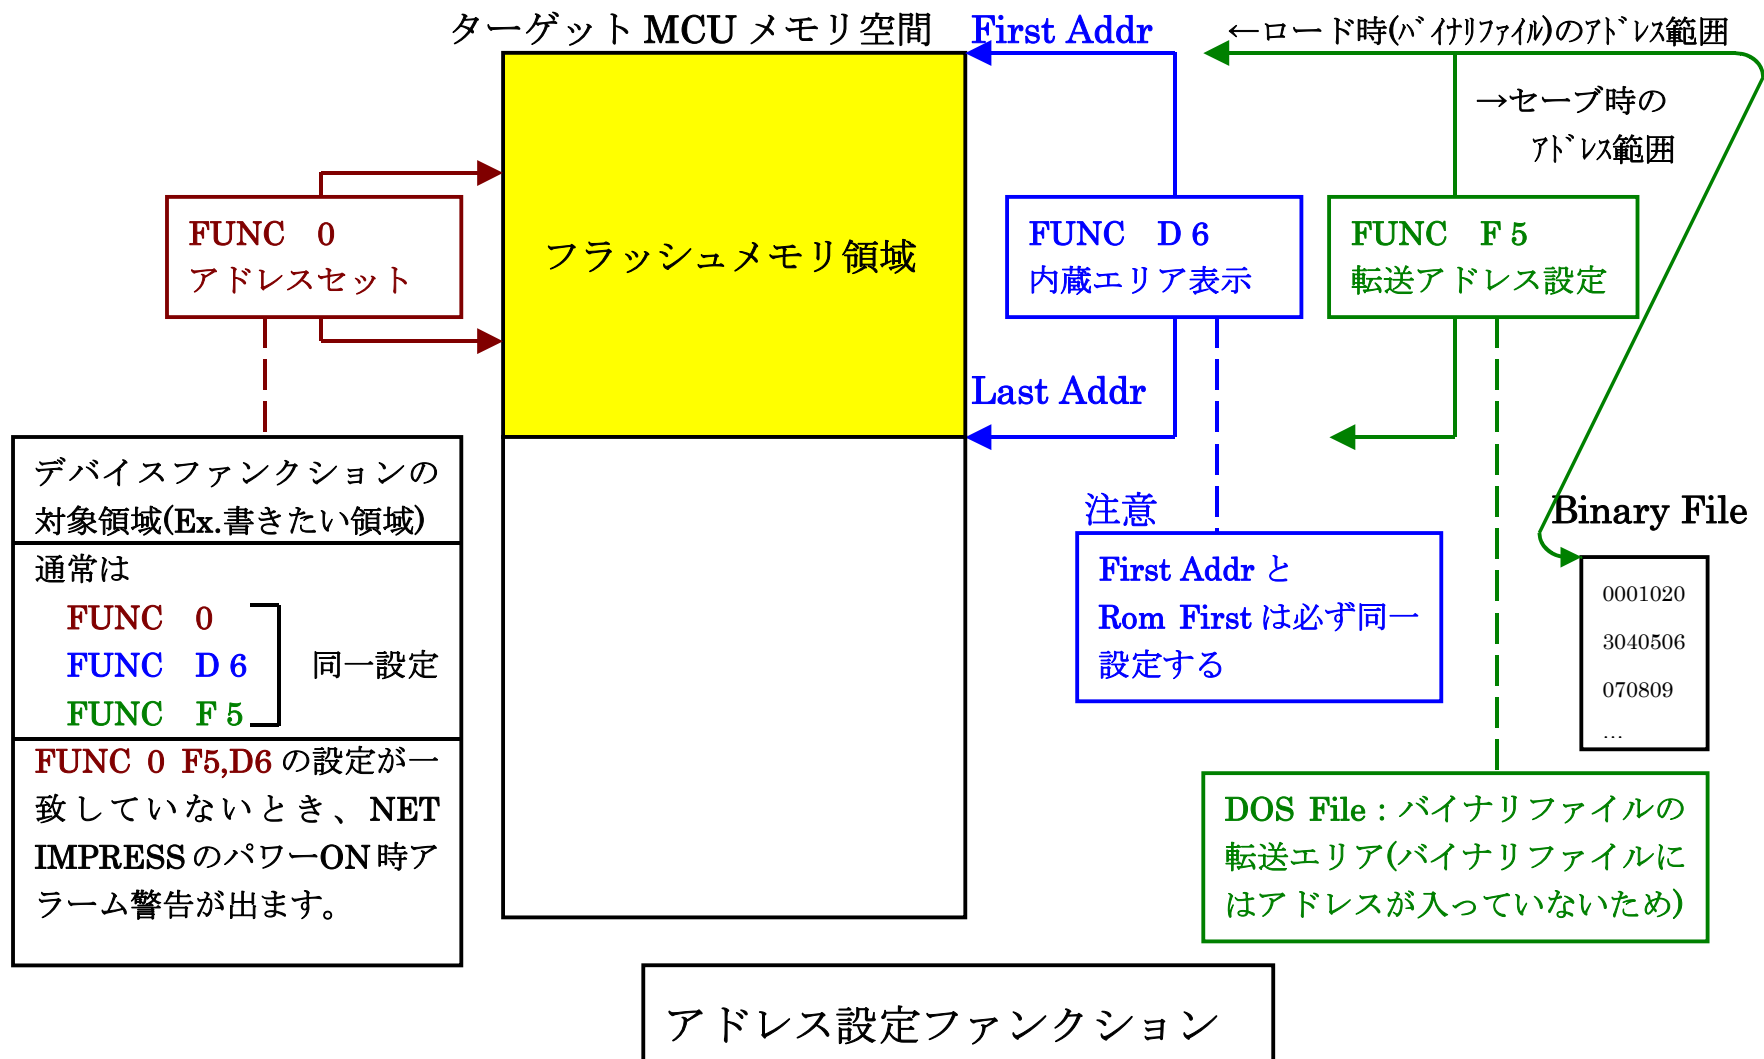 ターゲット MCU メモリ空間
First Addr
←ロード時(ﾊﾞｲﾅﾘﾌｧｲﾙ)のｱﾄﾞﾚｽ範囲
→セーブ時の
ｱﾄﾞﾚｽ範囲
FUNC 0
アドレスセット
フラッシュメモリ領域
FUNC D 6
内蔵エリア表示
FUNC F 5
転送アドレス設定
Last Addr
デバイスファンクションの
対象領域(Ex.書きたい領域)
通常は
FUNC 0
FUNC D 6
FUNC F 5
同一設定
FUNC 0 F5,D6 の設定が一
致していないとき、NET
IMPRESS のパワーON 時ア
ラーム警告が出ます。
注意
First Addr と
Rom First は必ず同一
設定する
Binary File
0001020
3040506
070809
…
DOS File : バイナリファイルの
転送エリア(バイナリファイルに
はアドレスが入っていないため)
アドレス設定ファンクション